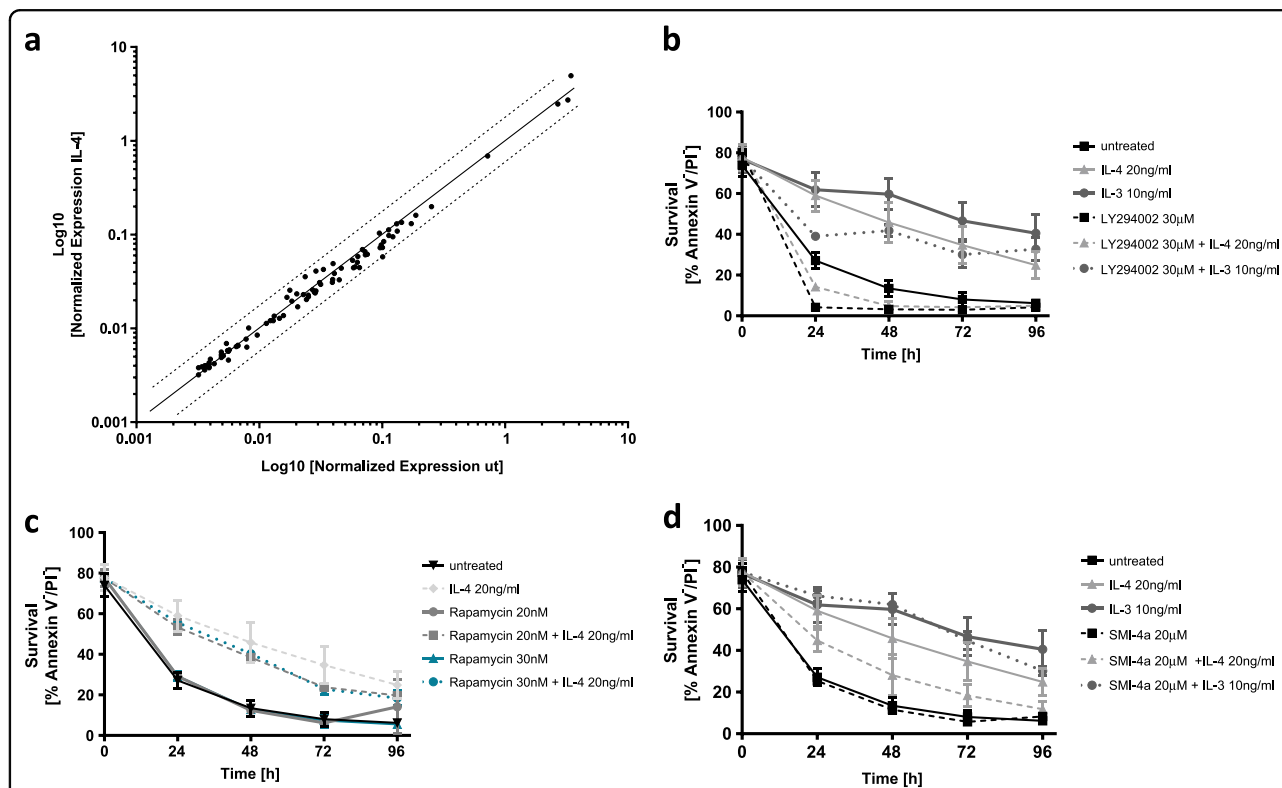 a
Log10
[Normalized Expression IL-4]
10
1
0.1
0.01
0.001
0.001
0.01
0.1
1
10
Log10 [Normalized Expression ut]
b
Survival
[% Annexin V-/PI-]
100
80
60
40
20
0
0
24
48
72
96
Time [h]
untreated
IL-4 20ng/ml
IL-3 10ng/ml
LY294002 30µM
LY294002 30µM + IL-4 20ng/ml
LY294002 30µM + IL-3 10ng/ml
c
Survival
[% Annexin V-/PI-]
100
80
60
40
20
0
0
24
48
72
96
Time [h]
untreated
IL-4 20ng/ml
Rapamycin 20nM
Rapamycin 20nM + IL-4 20ng/ml
Rapamycin 30nM
Rapamycin 30nM + IL-4 20ng/ml
d
Survival
[% Annexin V-/PI-]
100
80
60
40
20
0
0
24
48
72
96
Time [h]
untreated
IL-4 20ng/ml
IL-3 10ng/ml
SMI-4a 20µM
SMI-4a 20µM +IL-4 20ng/ml
SMI-4a 20µM + IL-3 10ng/ml